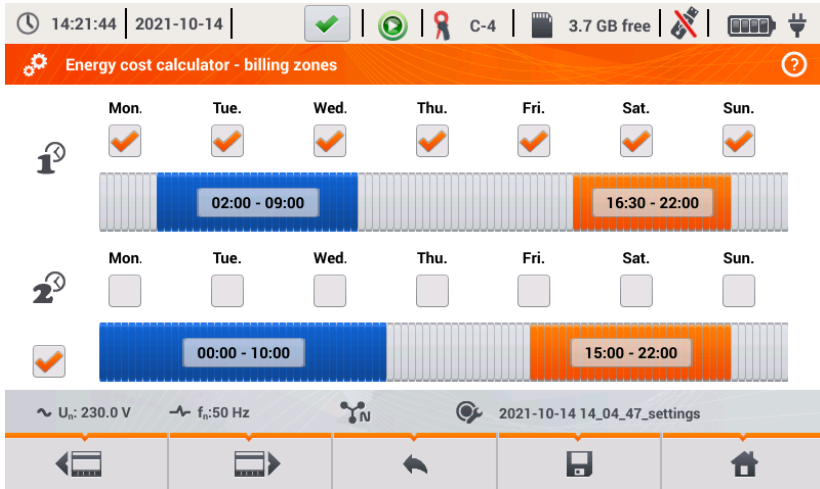 14:21:44 2021-10-14 C-4 3.7 GB free
Energy cost calculator - billing zones ?
Mon. Tue. Wed. Thu. Fri. Sat. Sun.
1
02:00 - 09:00 16:30 - 22:00
Mon. Tue. Wed. Thu. Fri. Sat. Sun.
2
00:00 - 10:00 15:00 - 22:00
Un: 230.0 V fn:50 Hz N 2021-10-14 14_04_47_settings